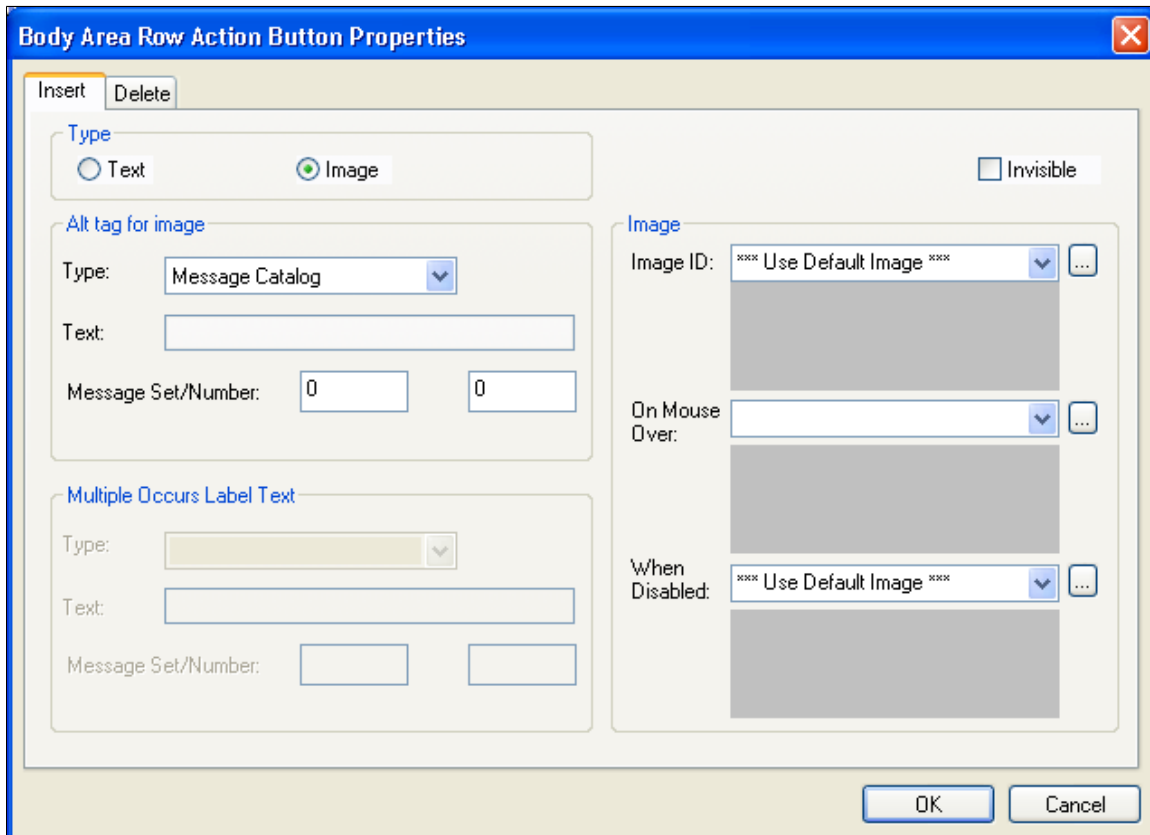 Body Area Row Action Button Properties
Insert Delete
Type
Text Image
Invisible
Alt tag for image
Type: Message Catalog
Text:
Message Set/Number: 0 0
Multiple Occurs Label Text
Type:
Text:
Message Set/Number:
Image
Image ID: *** Use Default Image *** ...
On Mouse
Over: ...
When
Disabled: *** Use Default Image *** ...
OK Cancel